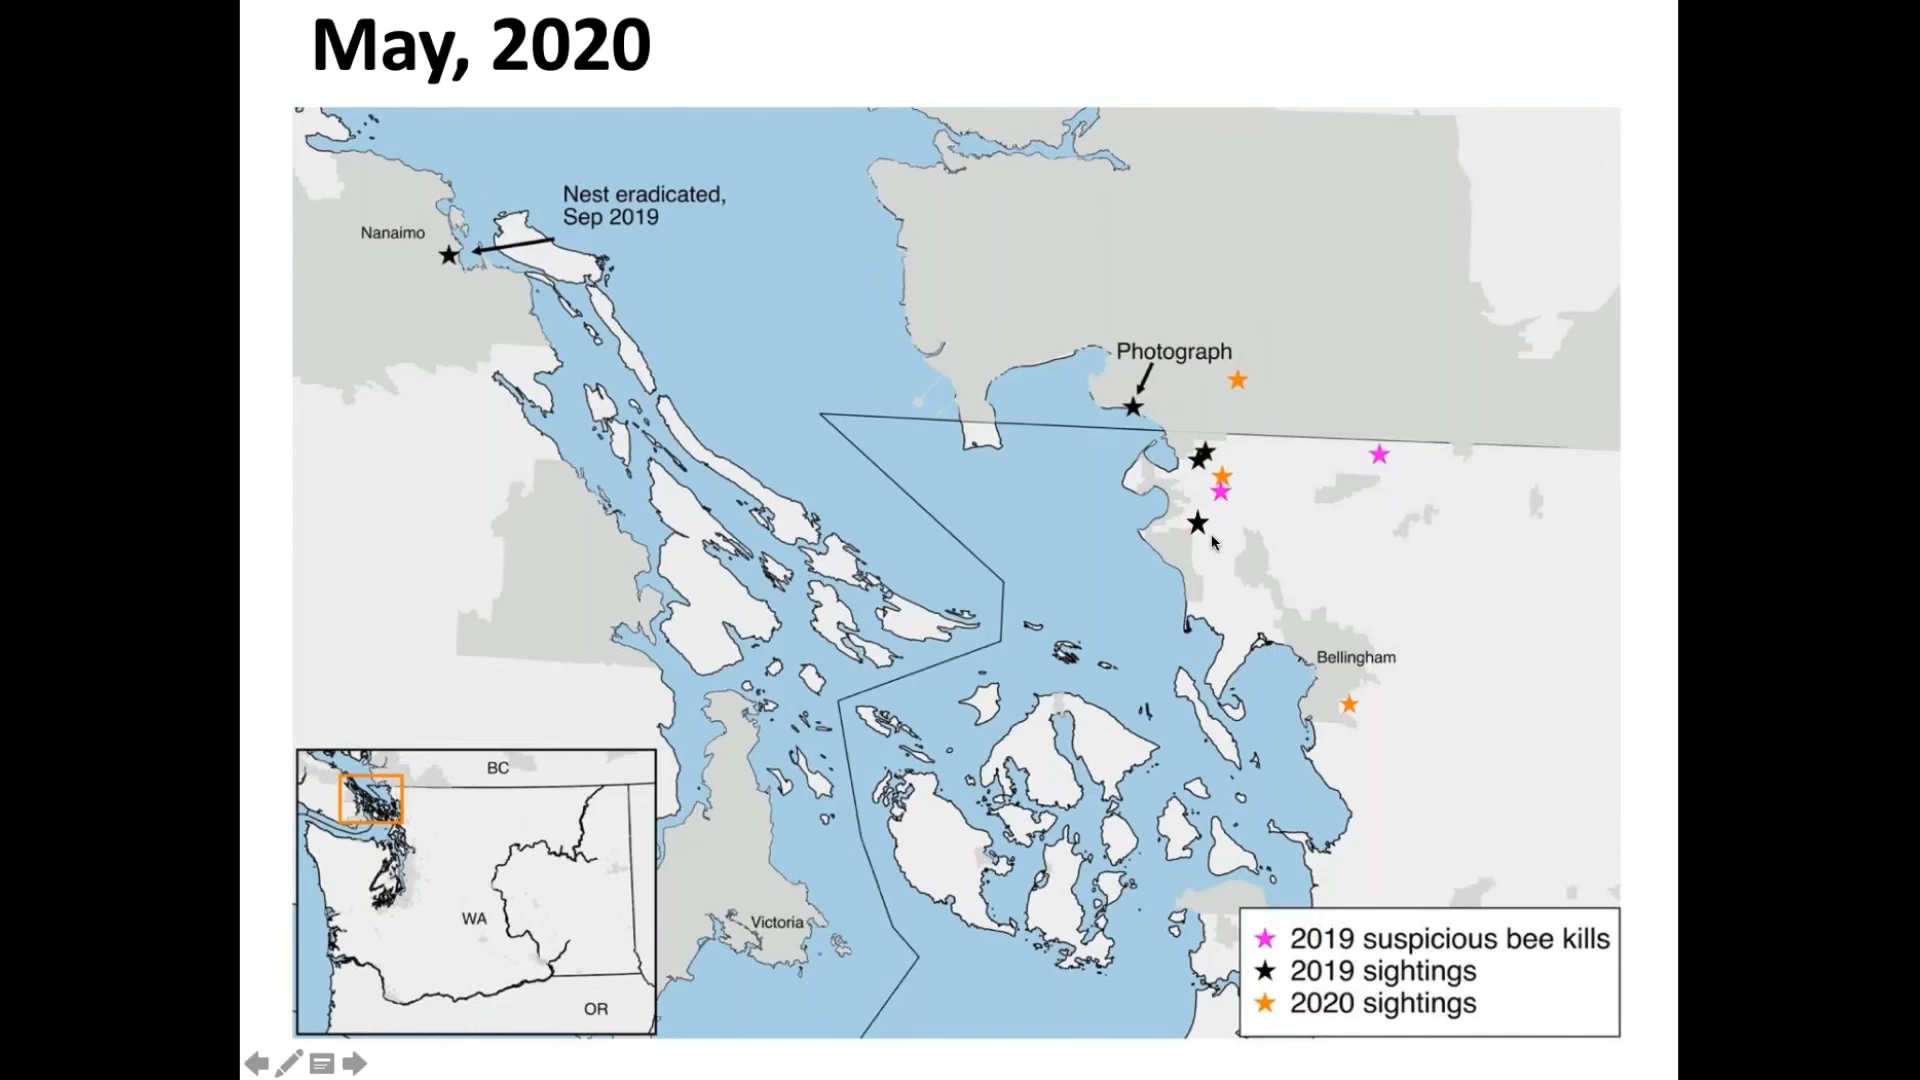 May, 2020
Nest eradicated,
Sep 2019
Nanaimo
Photograph
Bellingham
BC
WA
Victoria
OR
2019 suspicious bee kills
2019 sightings
2020 sightings